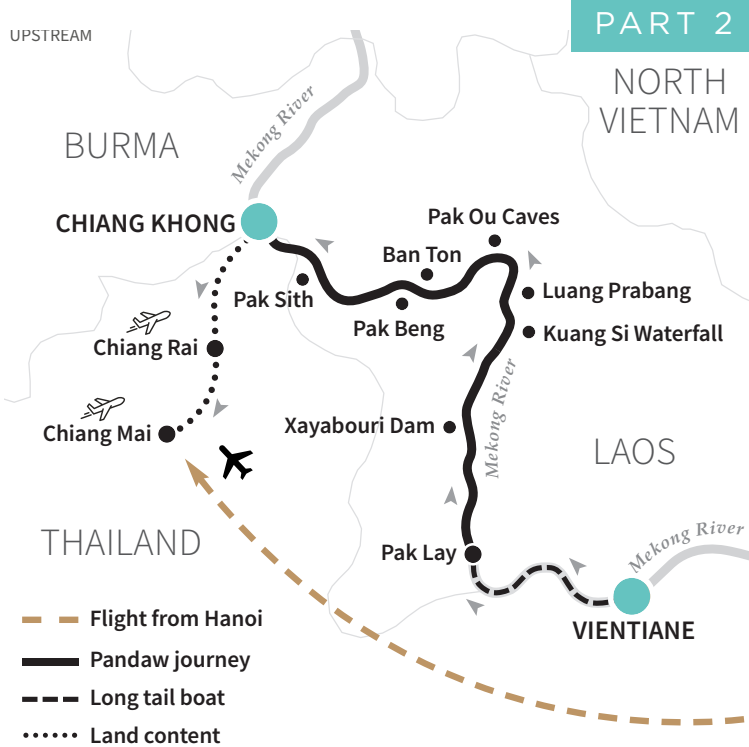 UPSTREAM
PART 2
NORTH
VIETNAM
BURMA
Mekong River
CHIANG KHONG
Pak Ou Caves
Ban Ton
Pak Sith
Luang Prabang
Pak Beng
Kuang Si Waterfall
Chiang Rai
Mekong River
Xayabouri Dam
Chiang Mai
LAOS
THAILAND
Pak Lay
Mekong River
VIENTIANE
Flight from Hanoi
Pandaw journey
Long tail boat
Land content